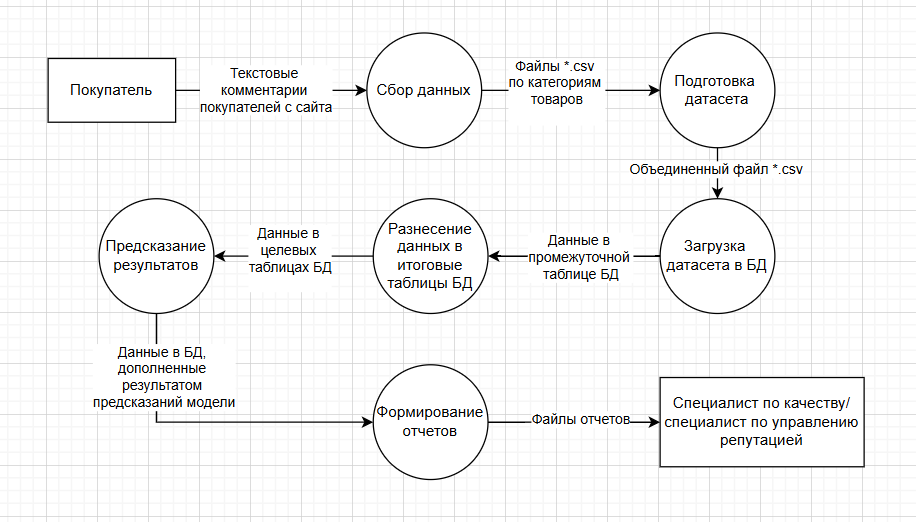 Покупатель
Текстовые
комментарии
покупателей с сайта
Сбор данных
Файлы *.csv
по категориям
товаров
Подготовка
датасета
Объединенный файл *.csv
Загрузка
датасета в БД
Данные в
промежуточной
таблице БД
Разнесение
данных в
итоговые
таблицы БД
Данные в
целевых
таблицах БД
Предсказание
результатов
Данные в БД,
дополненные
результатом
предсказаний модели
Формирование
отчетов
Файлы отчетов
Специалист по качеству/
специалист по управлению
репутацией